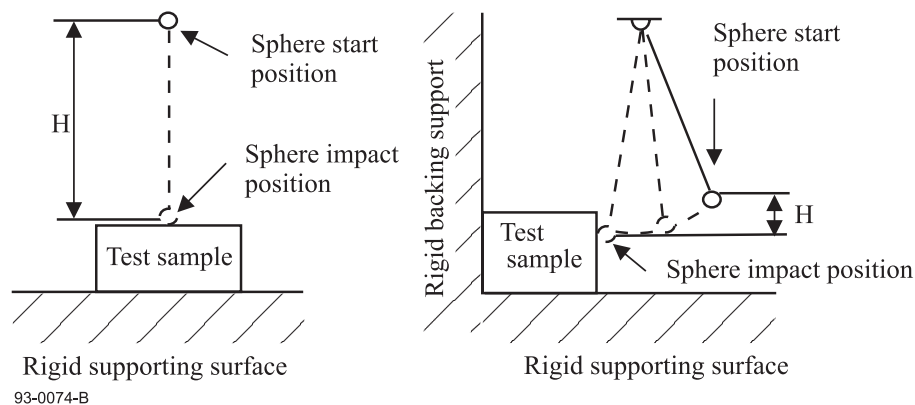 Sphere start
position
H
Sphere impact
position
Test sample
Rigid supporting surface
93-0074-B
Rigid backing support
Sphere start
position
H
Test
sample
Sphere impact position
Rigid supporting surface